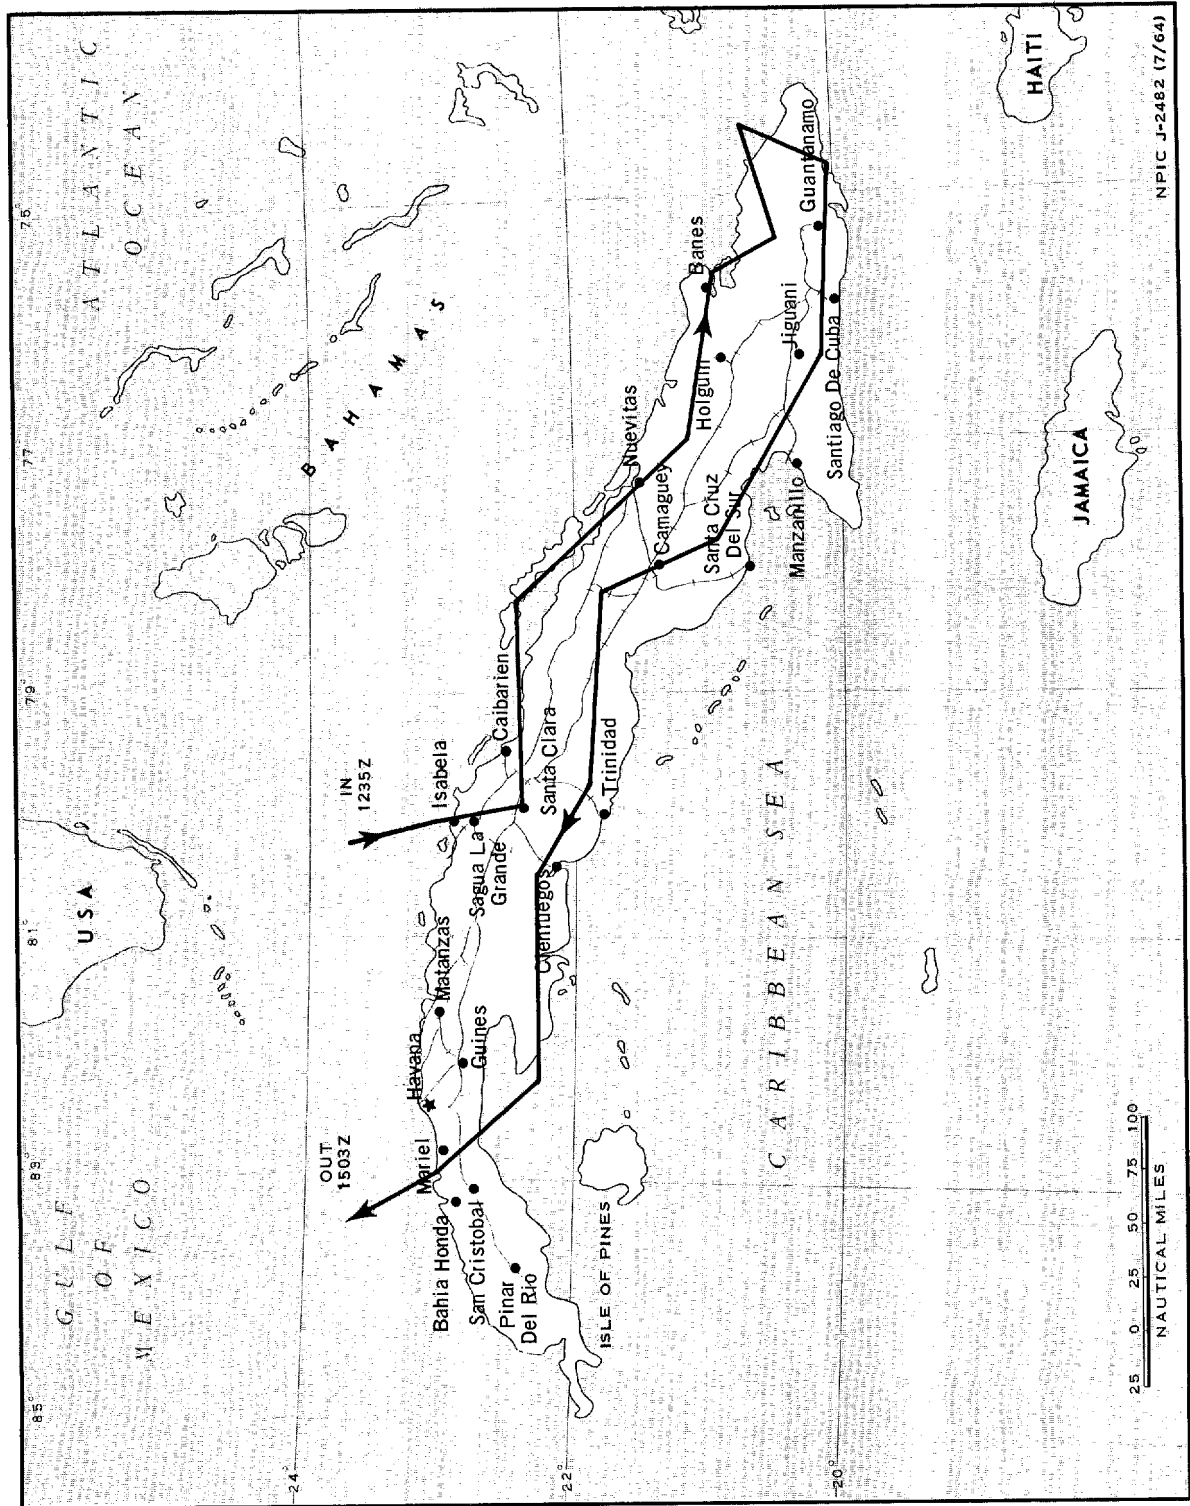 85°
83°
81°
79°
77
75°
GULF
OF
MEXICO
USA
ATLANTIC
OCEAN
BAHAMAS
24°
22°
20°
OUT
1503Z
IN
1235Z
Havana
Mariel
Matanzas
Bahia Honda
San Cristobal
Guines
Pinar
Del Rio
Isabela
Sagua La
Grande
Caibarien
Santa Clara
Cienfuegos
Trinidad
Nuevitas
Camaguey
Santa Cruz
Del Sur
Holguin
Banes
Jiguani
Manzanillo
Guantanamo
Santiago De Cuba
ISLE OF PINES
CARIBBEAN SEA
JAMAICA
HAITI
25 0 25 50 75 100
NAUTICAL MILES
NPIC J-2482 (7/64)